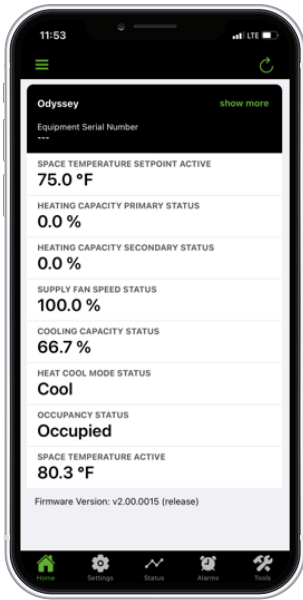 11:53 LTE
Odyssey show more
Equipment Serial Number
---
SPACE TEMPERATURE SETPOINT ACTIVE
75.0 °F
HEATING CAPACITY PRIMARY STATUS
0.0 %
HEATING CAPACITY SECONDARY STATUS
0.0 %
SUPPLY FAN SPEED STATUS
100.0 %
COOLING CAPACITY STATUS
66.7 %
HEAT COOL MODE STATUS
Cool
OCCUPANCY STATUS
Occupied
SPACE TEMPERATURE ACTIVE
80.3 °F
Firmware Version: v2.00.0015 (release)
Home Settings Status Alarms Tools